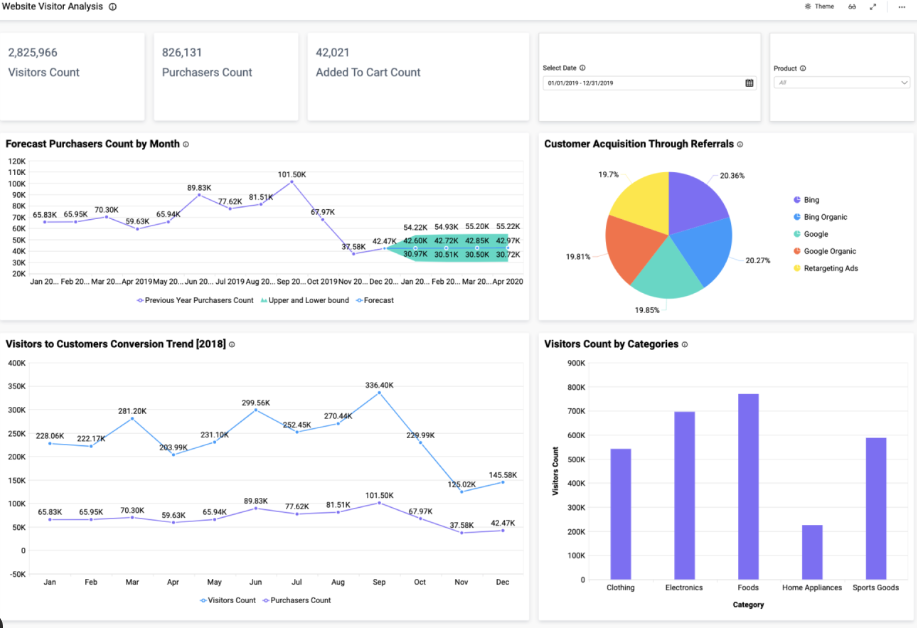 Website Visitor Analysis
Theme
2,825,966
Visitors Count
826,131
Purchasers Count
42,021
Added To Cart Count
Select Date
01/01/2019 - 12/31/2019
Product
All
Forecast Purchasers Count by Month
120K
110K
100K
90K
80K
70K
60K
50K
40K
30K
20K
65.83K 65.95K 70.30K 59.63K 65.94K 89.83K 77.62K 81.51K 101.50K 67.97K 37.58K 42.47K
54.22K 54.93K 55.20K 55.22K
42.60K 42.72K 42.85K 42.97K
30.97K 30.51K 30.50K 30.72K
Jan 20... Feb 20... Mar 20... Apr 2019 May 20... Jun 20... Jul 2019 Aug 20... Sep 20... Oct 2019 Nov 20... Dec 20... Jan 20... Feb 20... Mar 20... Apr 2020
Previous Year Purchasers Count Upper and Lower bound Forecast
Customer Acquisition Through Referrals
19.7%
20.36%
20.27%
19.85%
19.81%
Bing
Bing Organic
Google
Google Organic
Retargeting Ads
Visitors to Customers Conversion Trend [2018]
400K
350K
300K
250K
200K
150K
100K
50K
0
-50K
228.06K 222.17K 281.20K 203.99K 231.10K 299.56K 252.45K 270.44K 336.40K 229.99K 125.02K 145.58K
65.83K 65.95K 70.30K 59.63K 65.94K 89.83K 77.62K 81.51K 101.50K 67.97K 37.58K 42.47K
Jan Feb Mar Apr May Jun Jul Aug Sep Oct Nov Dec
Visitors Count Purchasers Count
Visitors Count by Categories
900K
800K
700K
600K
500K
400K
300K
200K
100K
0
Visitors Count
Clothing Electronics Foods Home Appliances Sports Goods
Category